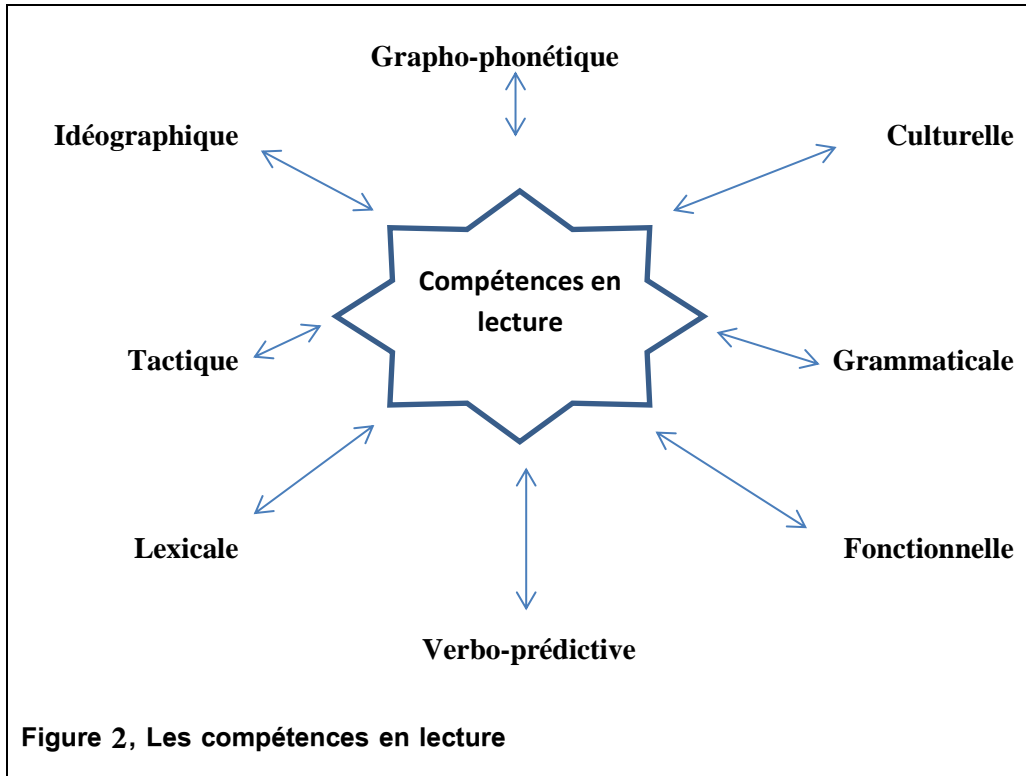 Grapho-phonétique
Idéographique
Culturelle
Compétences en
lecture
Tactique
Grammaticale
Lexicale
Fonctionnelle
Verbo-prédictive
Figure 2, Les compétences en lecture